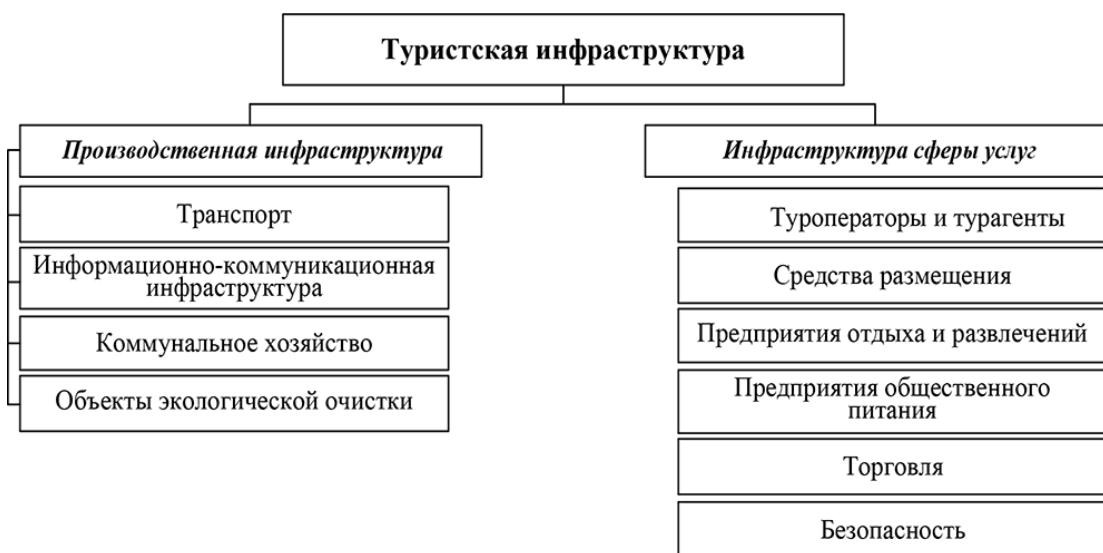 Туристская инфраструктура
Производственная инфраструктура
Транспорт
Информационно-коммуникационная
инфраструктура
Коммунальное хозяйство
Объекты экологической очистки
Инфраструктура сферы услуг
Туроператоры и турагенты
Средства размещения
Предприятия отдыха и развлечений
Предприятия общественного
питания
Торговля
Безопасность